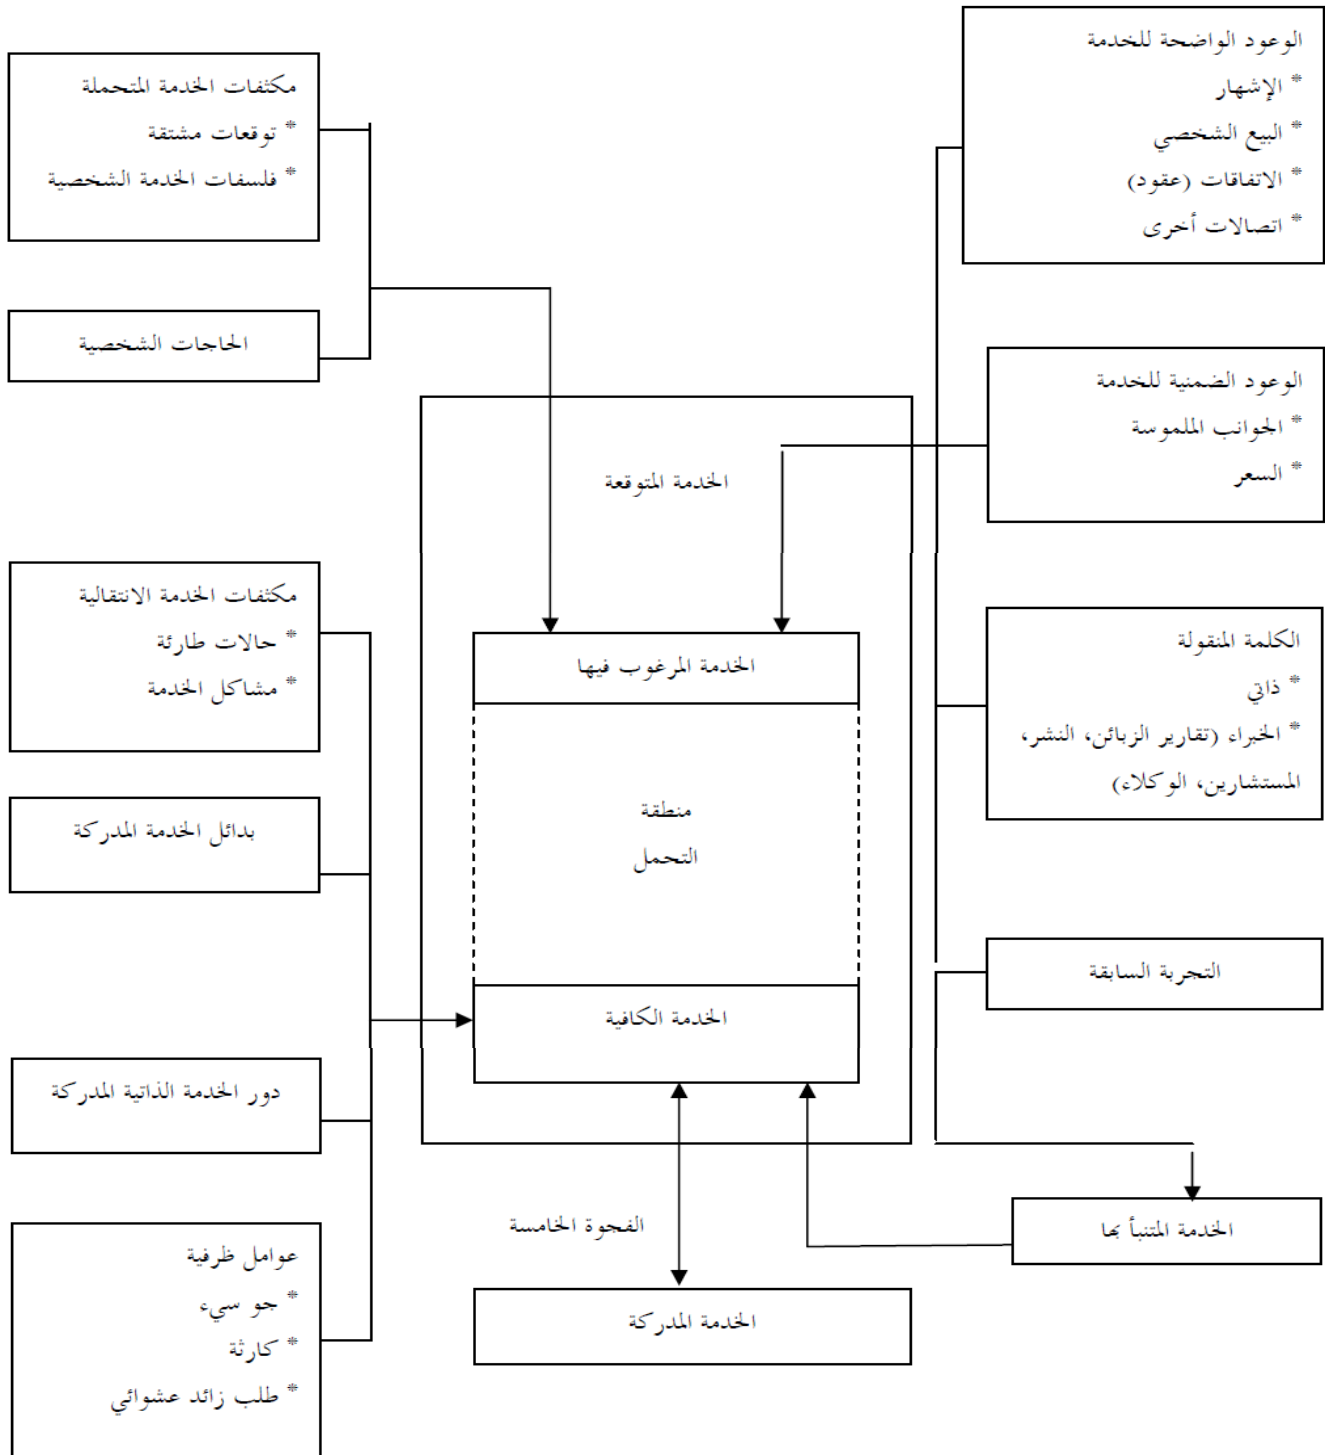 الوعود الواضحة للخدمة
* الإشهار
* البيع الشخصي
* الاتفاقات (عقود)
* اتصالات أخرى
مكثفات الخدمة المتحملة
* توقعات مشتقة
* فلسفات الخدمة الشخصية
الحاجات الشخصية
الوعود الضمنية للخدمة
* الجوانب الملموسة
* السعر
الخدمة المتوقعة
مكثفات الخدمة الانتقالية
* حالات طارئة
* مشاكل الخدمة
الكلمة المنقولة
* ذاتي
* الخبراء (تقارير الزبائن، النشر،
المستشارين، الوكلاء)
الخدمة المرغوب فيها
منطقة
التحمل
بدائل الخدمة المدركة
التجربة السابقة
الخدمة الكافية
دور الخدمة الذاتية المدركة
الفجوة الخامسة
الخدمة المتنبأ بها
عوامل ظرفية
* جو سيء
* كارثة
* طلب زائد عشوائي
الخدمة المدركة